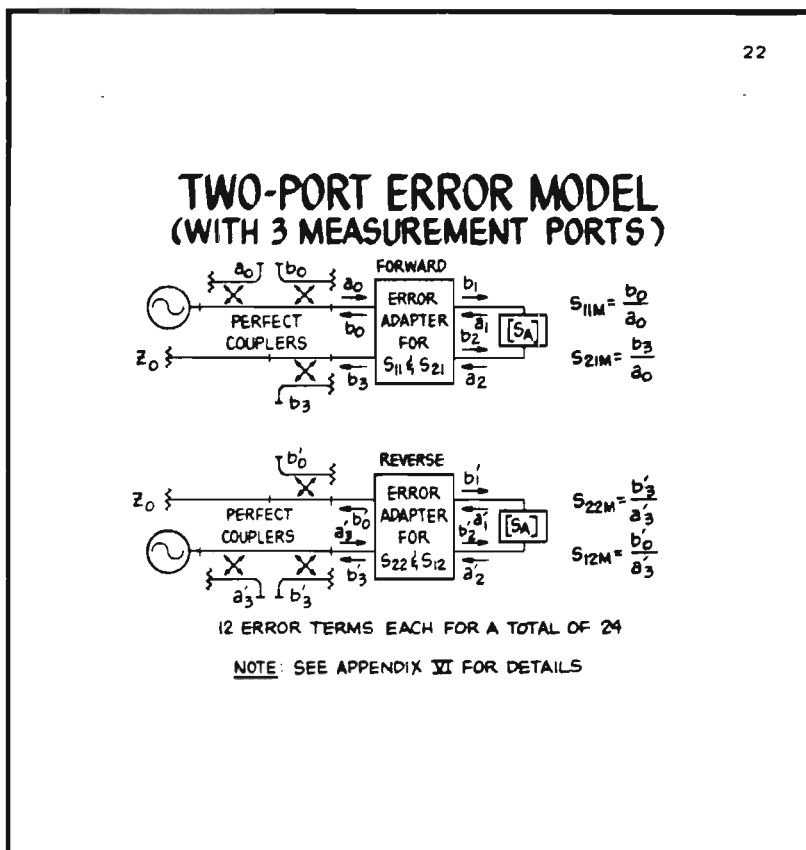 22
TWO-PORT ERROR MODEL
(WITH 3 MEASUREMENT PORTS)
FORWARD
a₀ b₀ a₀ b₁
ERROR ADAPTER FOR S₁₁ & S₂₁
PERFECT COUPLERS
b₀ a₁ [S_A]
b₂
Z₀ b₃ a₂
b₃
S₁₁M = b₀/a₀
S₂₁M = b₃/a₀
REVERSE
b₀' b₁'
Z₀
ERROR ADAPTER FOR S₂₂ & S₁₂
PERFECT COUPLERS
b₀' a₁' [S_A]
a₃' b₂'
b₃' a₂'
a₃' b₃'
S₂₂M = b₃'/a₃'
S₁₂M = b₀'/a₃'
12 ERROR TERMS EACH FOR A TOTAL OF 24
NOTE: SEE APPENDIX VI FOR DETAILS